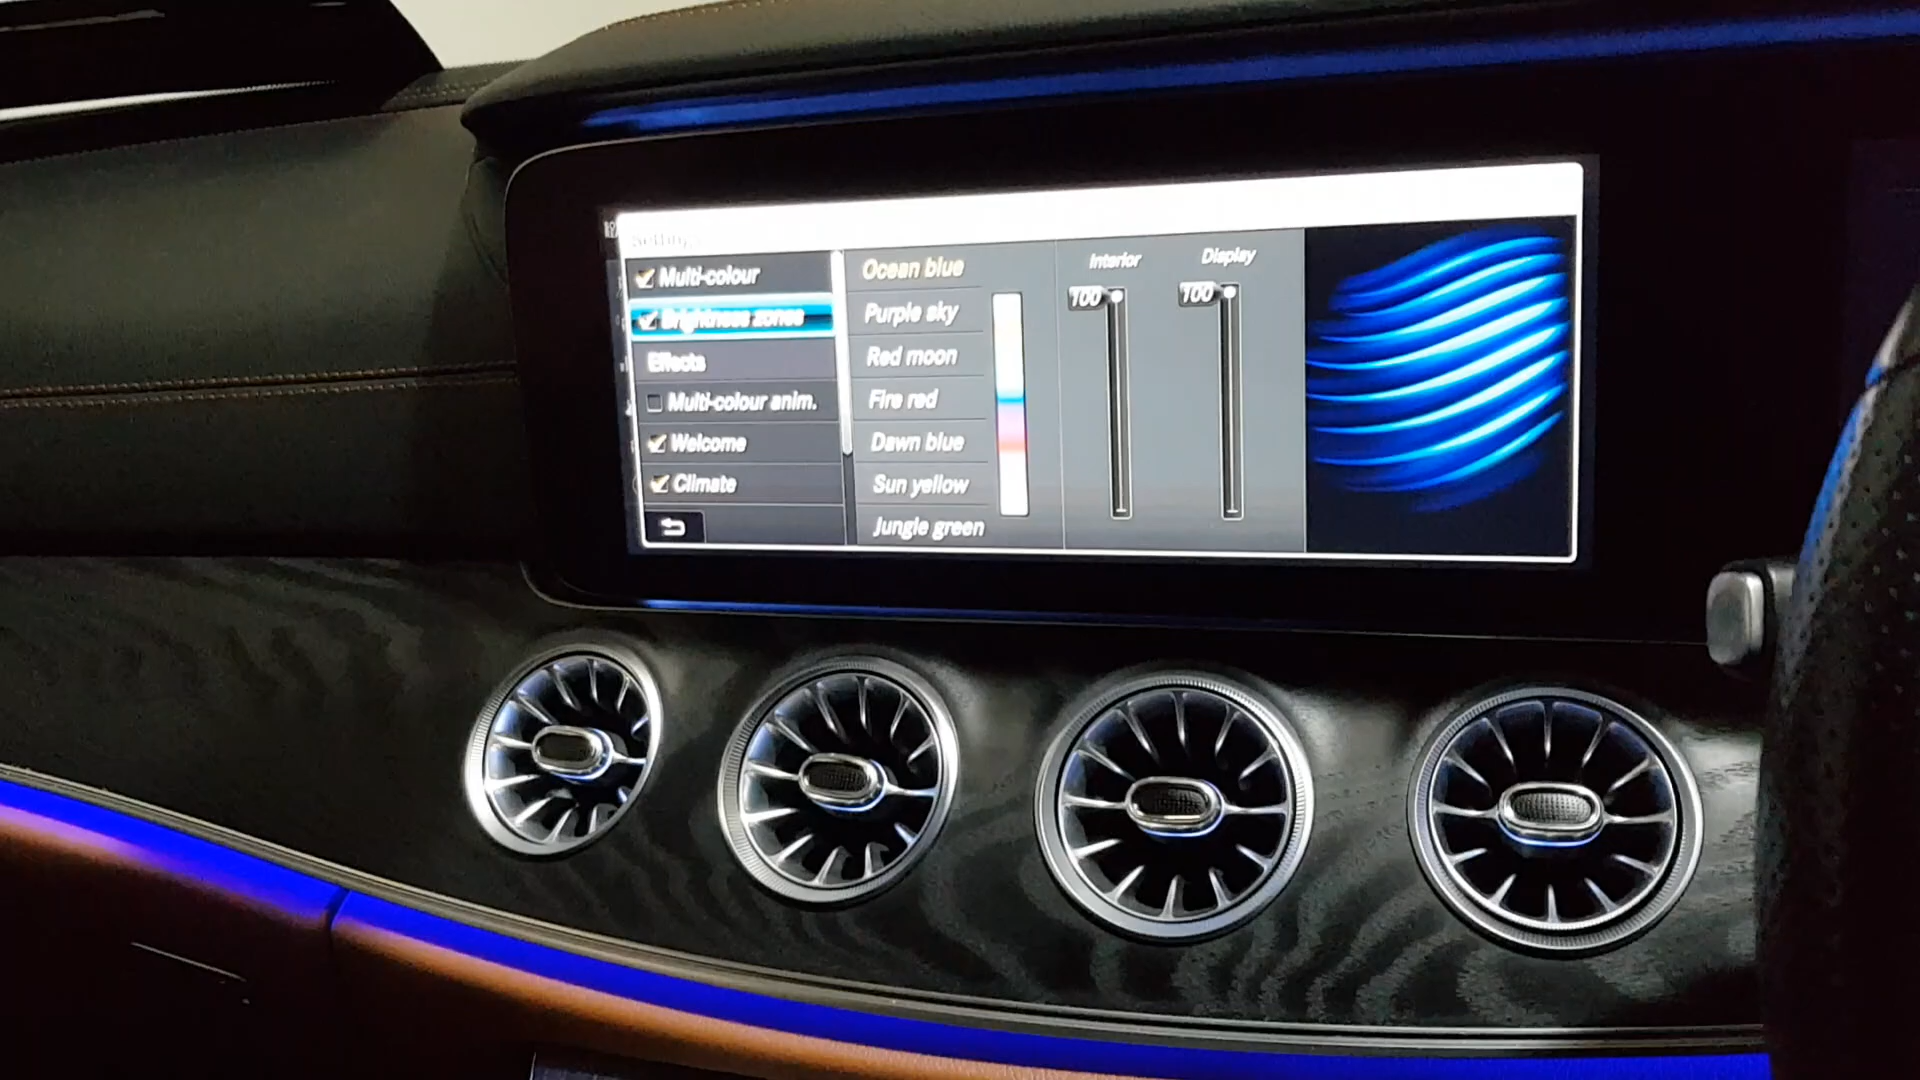 Settings
Multi-colour
Brightness zones
Effects
Multi-colour anim.
Welcome
Climate
Ocean blue
Purple sky
Red moon
Fire red
Dawn blue
Sun yellow
Jungle green
Interior
100
Display
100